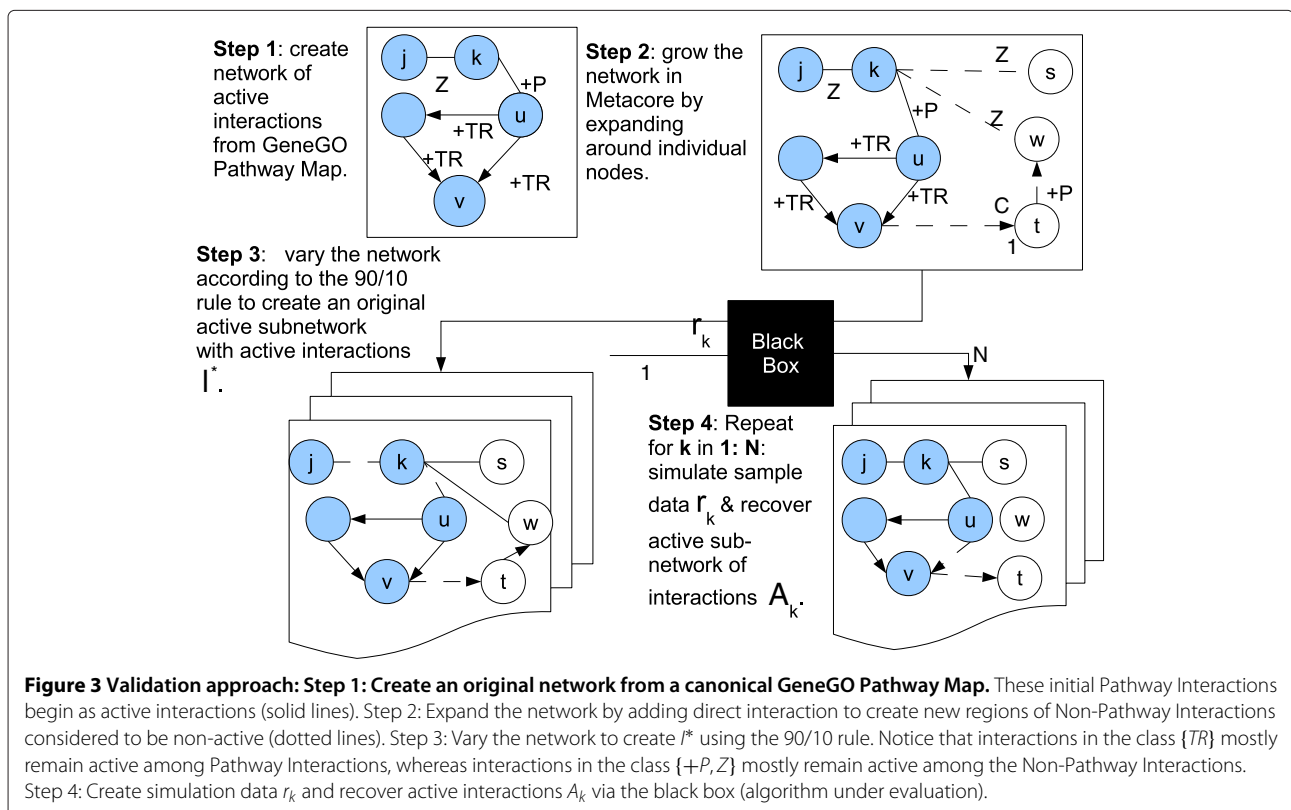 Step 1: create
network of
active
interactions
from GeneGO
Pathway Map.
j
k
Z
+P
u
+TR
+TR
+TR
v
Step 2: grow the
network in
Metacore by
expanding
around individual
nodes.
j
k
Z
s
Z
+P
Z
w
+TR
u
+TR
+TR
+P
C
v
t
1
Step 3: vary the network
according to the 90/10
rule to create an original
active subnetwork
with active interactions
I*.
r_k
1
Black
Box
N
j
k
s
u
w
v
t
Step 4: Repeat
for k in 1: N:
simulate sample
data r_k & recover
active sub-
network of
interactions A_k.
j
k
s
u
w
v
t
Figure 3 Validation approach: Step 1: Create an original network from a canonical GeneGO Pathway Map. These initial Pathway Interactions
begin as active interactions (solid lines). Step 2: Expand the network by adding direct interaction to create new regions of Non-Pathway Interactions
considered to be non-active (dotted lines). Step 3: Vary the network to create I* using the 90/10 rule. Notice that interactions in the class {TR} mostly
remain active among Pathway Interactions, whereas interactions in the class {+P, Z} mostly remain active among the Non-Pathway Interactions.
Step 4: Create simulation data r_k and recover active interactions A_k via the black box (algorithm under evaluation).